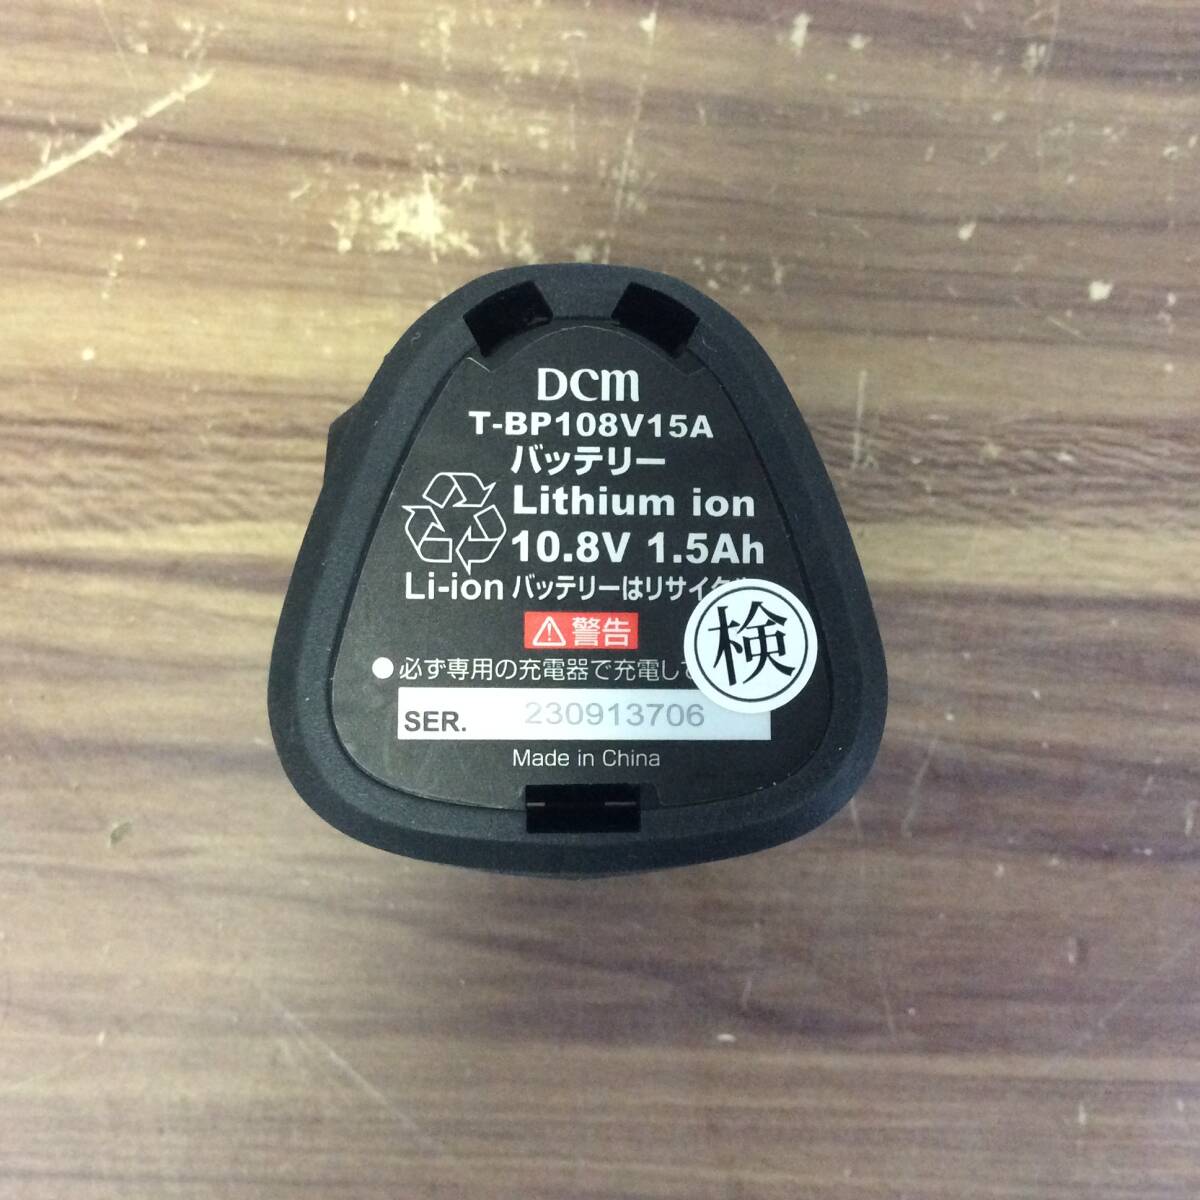 DCM
T-BP108V15A
バッテリー
Lithium ion
10.8V 1.5Ah
Li-ion バッテリーはリサイク
検
警告
●必ず専用の充電器で充電して
SER. 230913706
Made in China